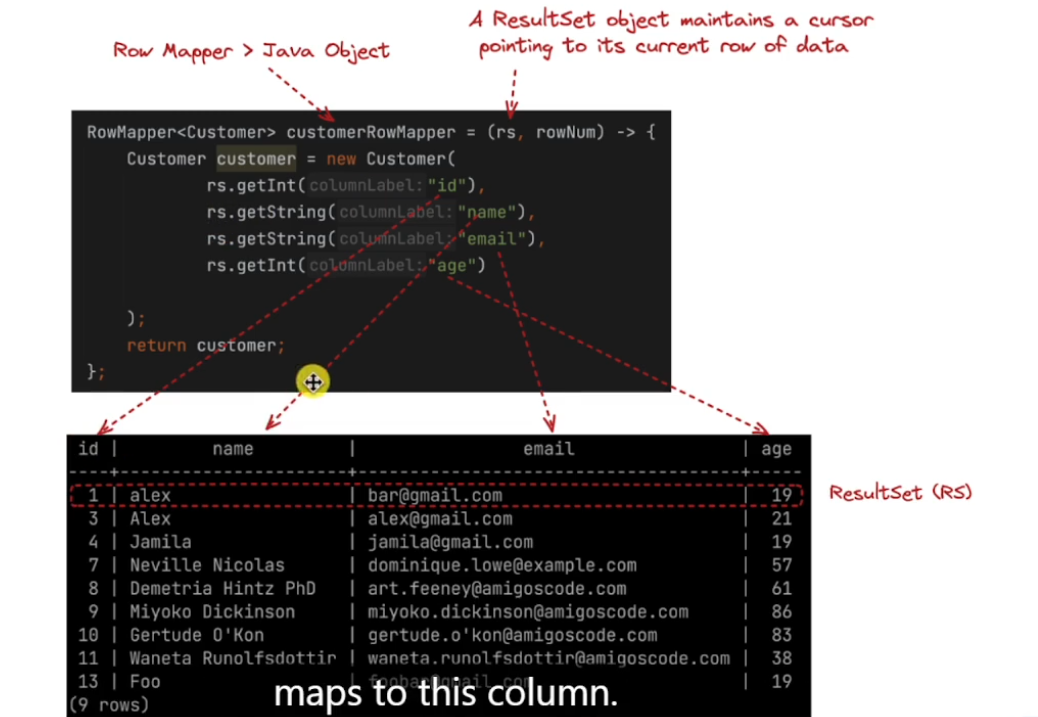 A ResultSet object maintains a cursor
pointing to its current row of data
Row Mapper > Java Object
RowMapper<Customer> customerRowMapper = (rs, rowNum) -> {
Customer customer = new Customer(
rs.getInt( columnLabel: "id"),
rs.getString( columnLabel: "name"),
rs.getString( columnLabel: "email"),
rs.getInt( columnLabel: "age")
);
return customer;
};
id | name | email | age
----+----------------------+-----------------------------------+-----
1 | alex | bar@gmail.com | 19
3 | Alex | alex@gmail.com | 21
4 | Jamila | jamila@gmail.com | 19
7 | Neville Nicolas | dominique.lowe@example.com | 57
8 | Demetria Hintz PhD | art.feeney@amigoscode.com | 61
9 | Miyoko Dickinson | miyoko.dickinson@amigoscode.com | 86
10 | Gertude O'Kon | gertude.o'kon@amigoscode.com | 83
11 | Waneta Runolfsdottir | waneta.runolfsdottir@amigoscode.com | 38
13 | Foo | 19
(9 rows)
ResultSet (RS)
maps to this column.